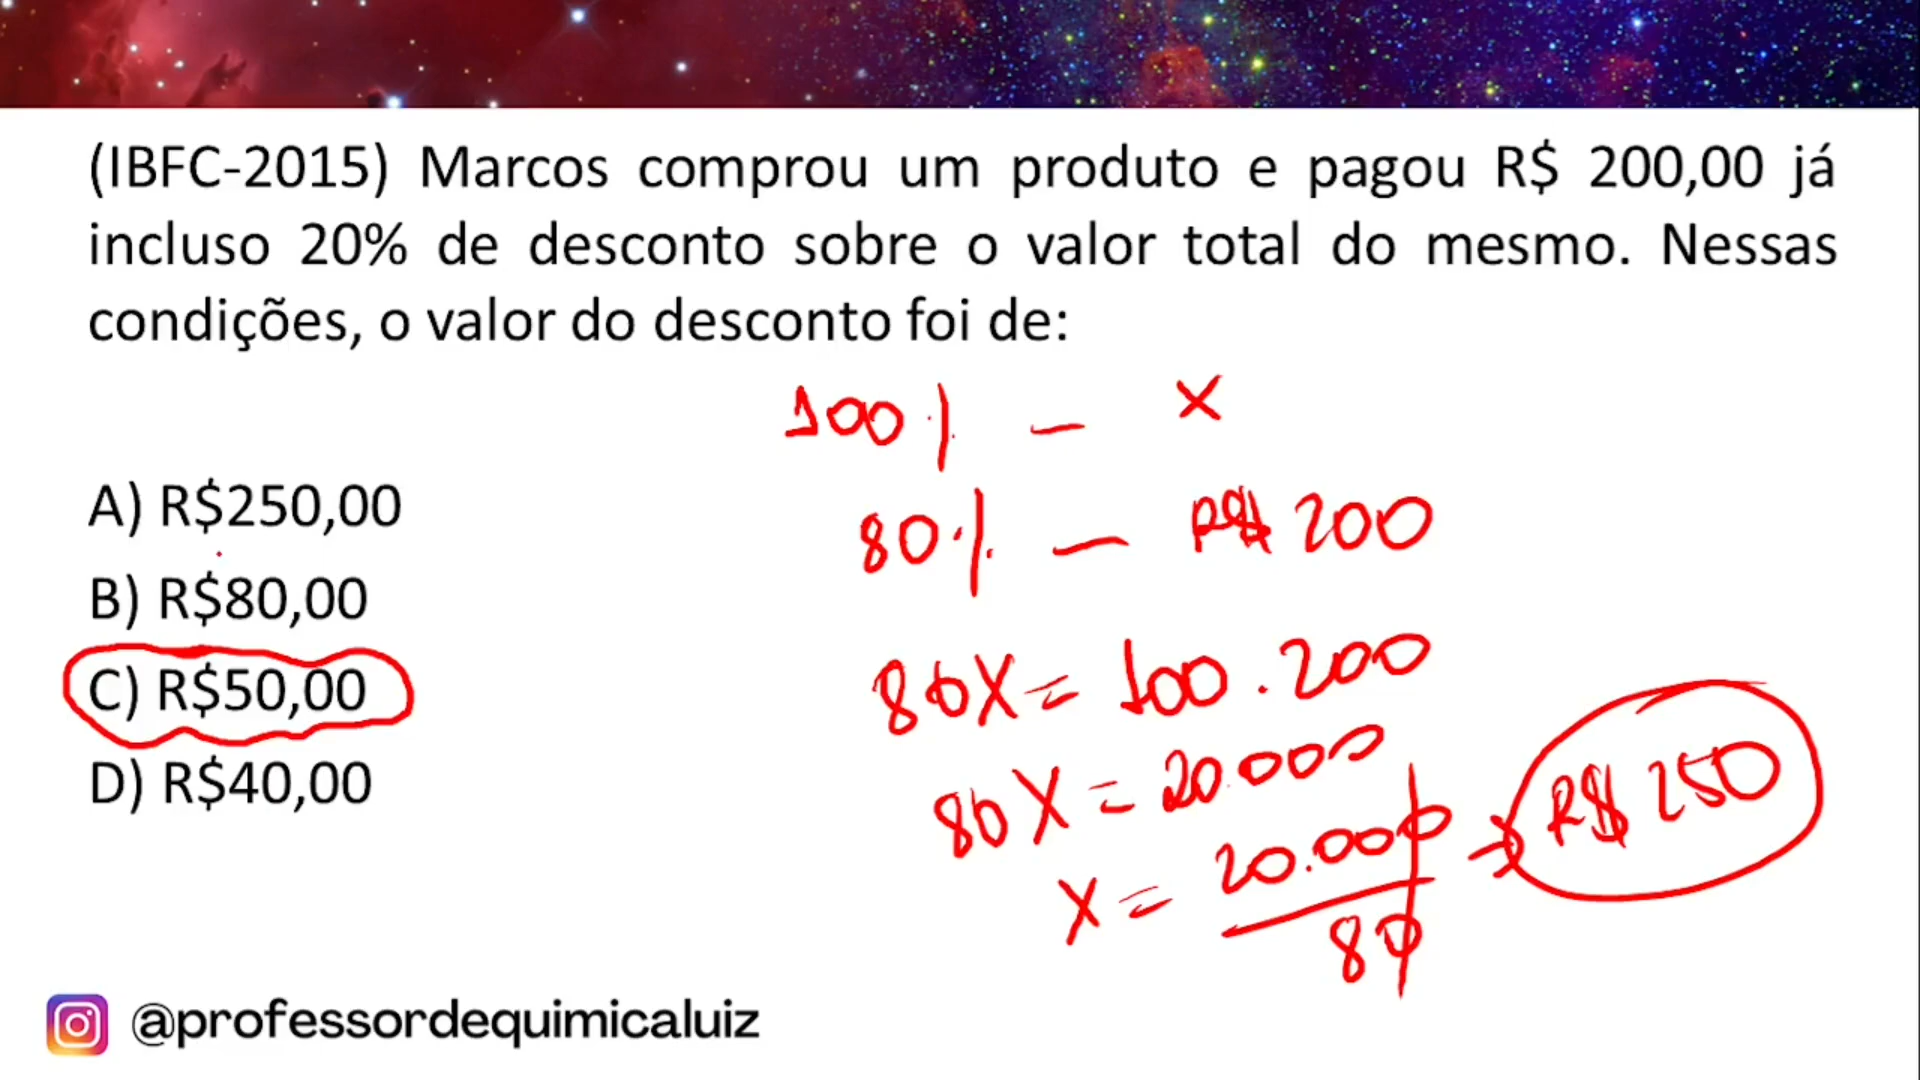 (IBFC-2015) Marcos comprou um produto e pagou R$ 200,00 já
incluso 20% de desconto sobre o valor total do mesmo. Nessas
condições, o valor do desconto foi de:
100% - x
A) R$250,00
80% - R$ 200
B) R$80,00
C) R$50,00
80X = 100.200
D) R$40,00
80X = 20.000
X = 20.000 → R$ 250
80
@professordequimicaluiz